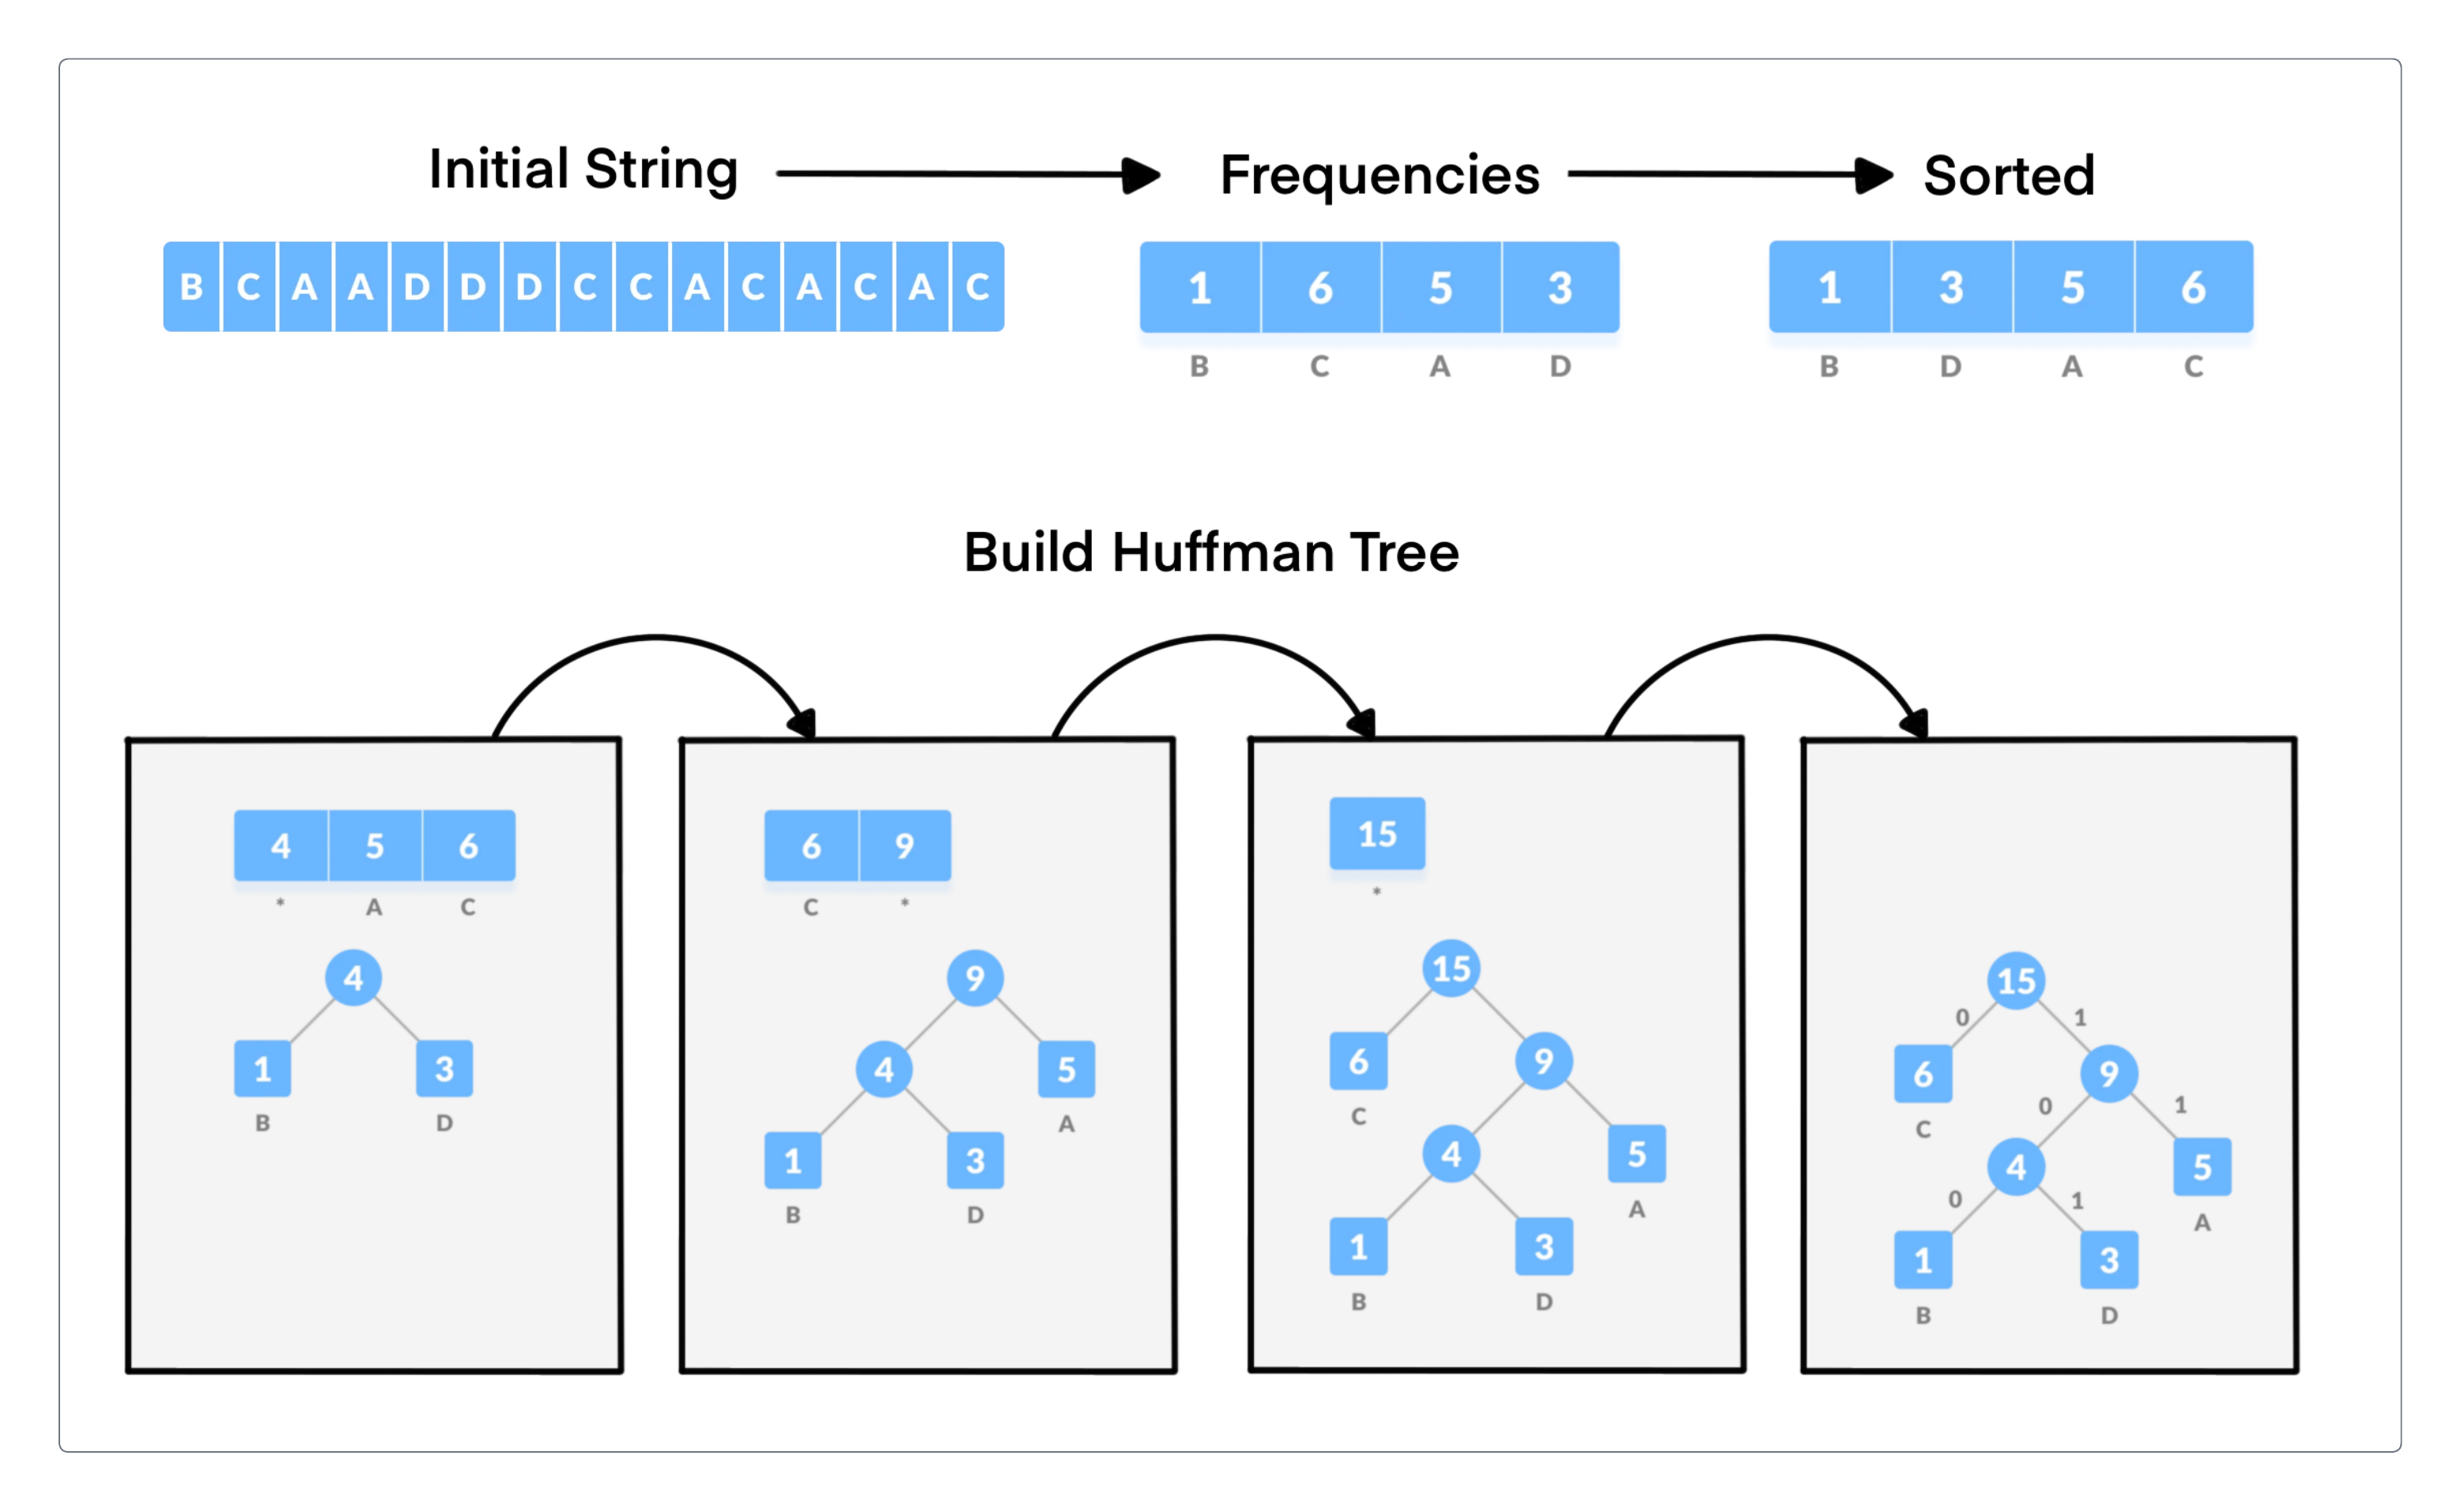 Initial String
Frequencies
Sorted
B C A A D D D C C A C A C A C
1 6 5 3
B C A D
1 3 5 6
B D A C
Build Huffman Tree
4 5 6
* A C
4
1 3
B D
6 9
C *
9
4 5
A
1 3
B D
15
*
15
6 9
C
4 5
A
1 3
B D
15
0 1
6 9
C
0 1
4 5
A
0 1
1 3
B D